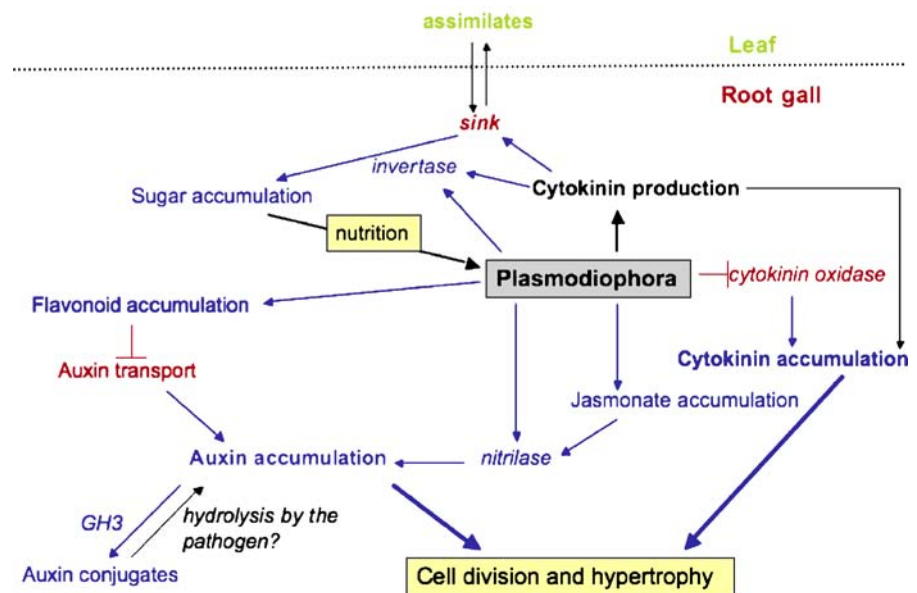 assimilates
Leaf
Root gall
sink
invertase
Cytokinin production
Sugar accumulation
nutrition
Plasmodiophora
cytokinin oxidase
Flavonoid accumulation
Cytokinin accumulation
Auxin transport
Jasmonate accumulation
Auxin accumulation
nitrilase
GH3
hydrolysis by the
pathogen?
Auxin conjugates
Cell division and hypertrophy